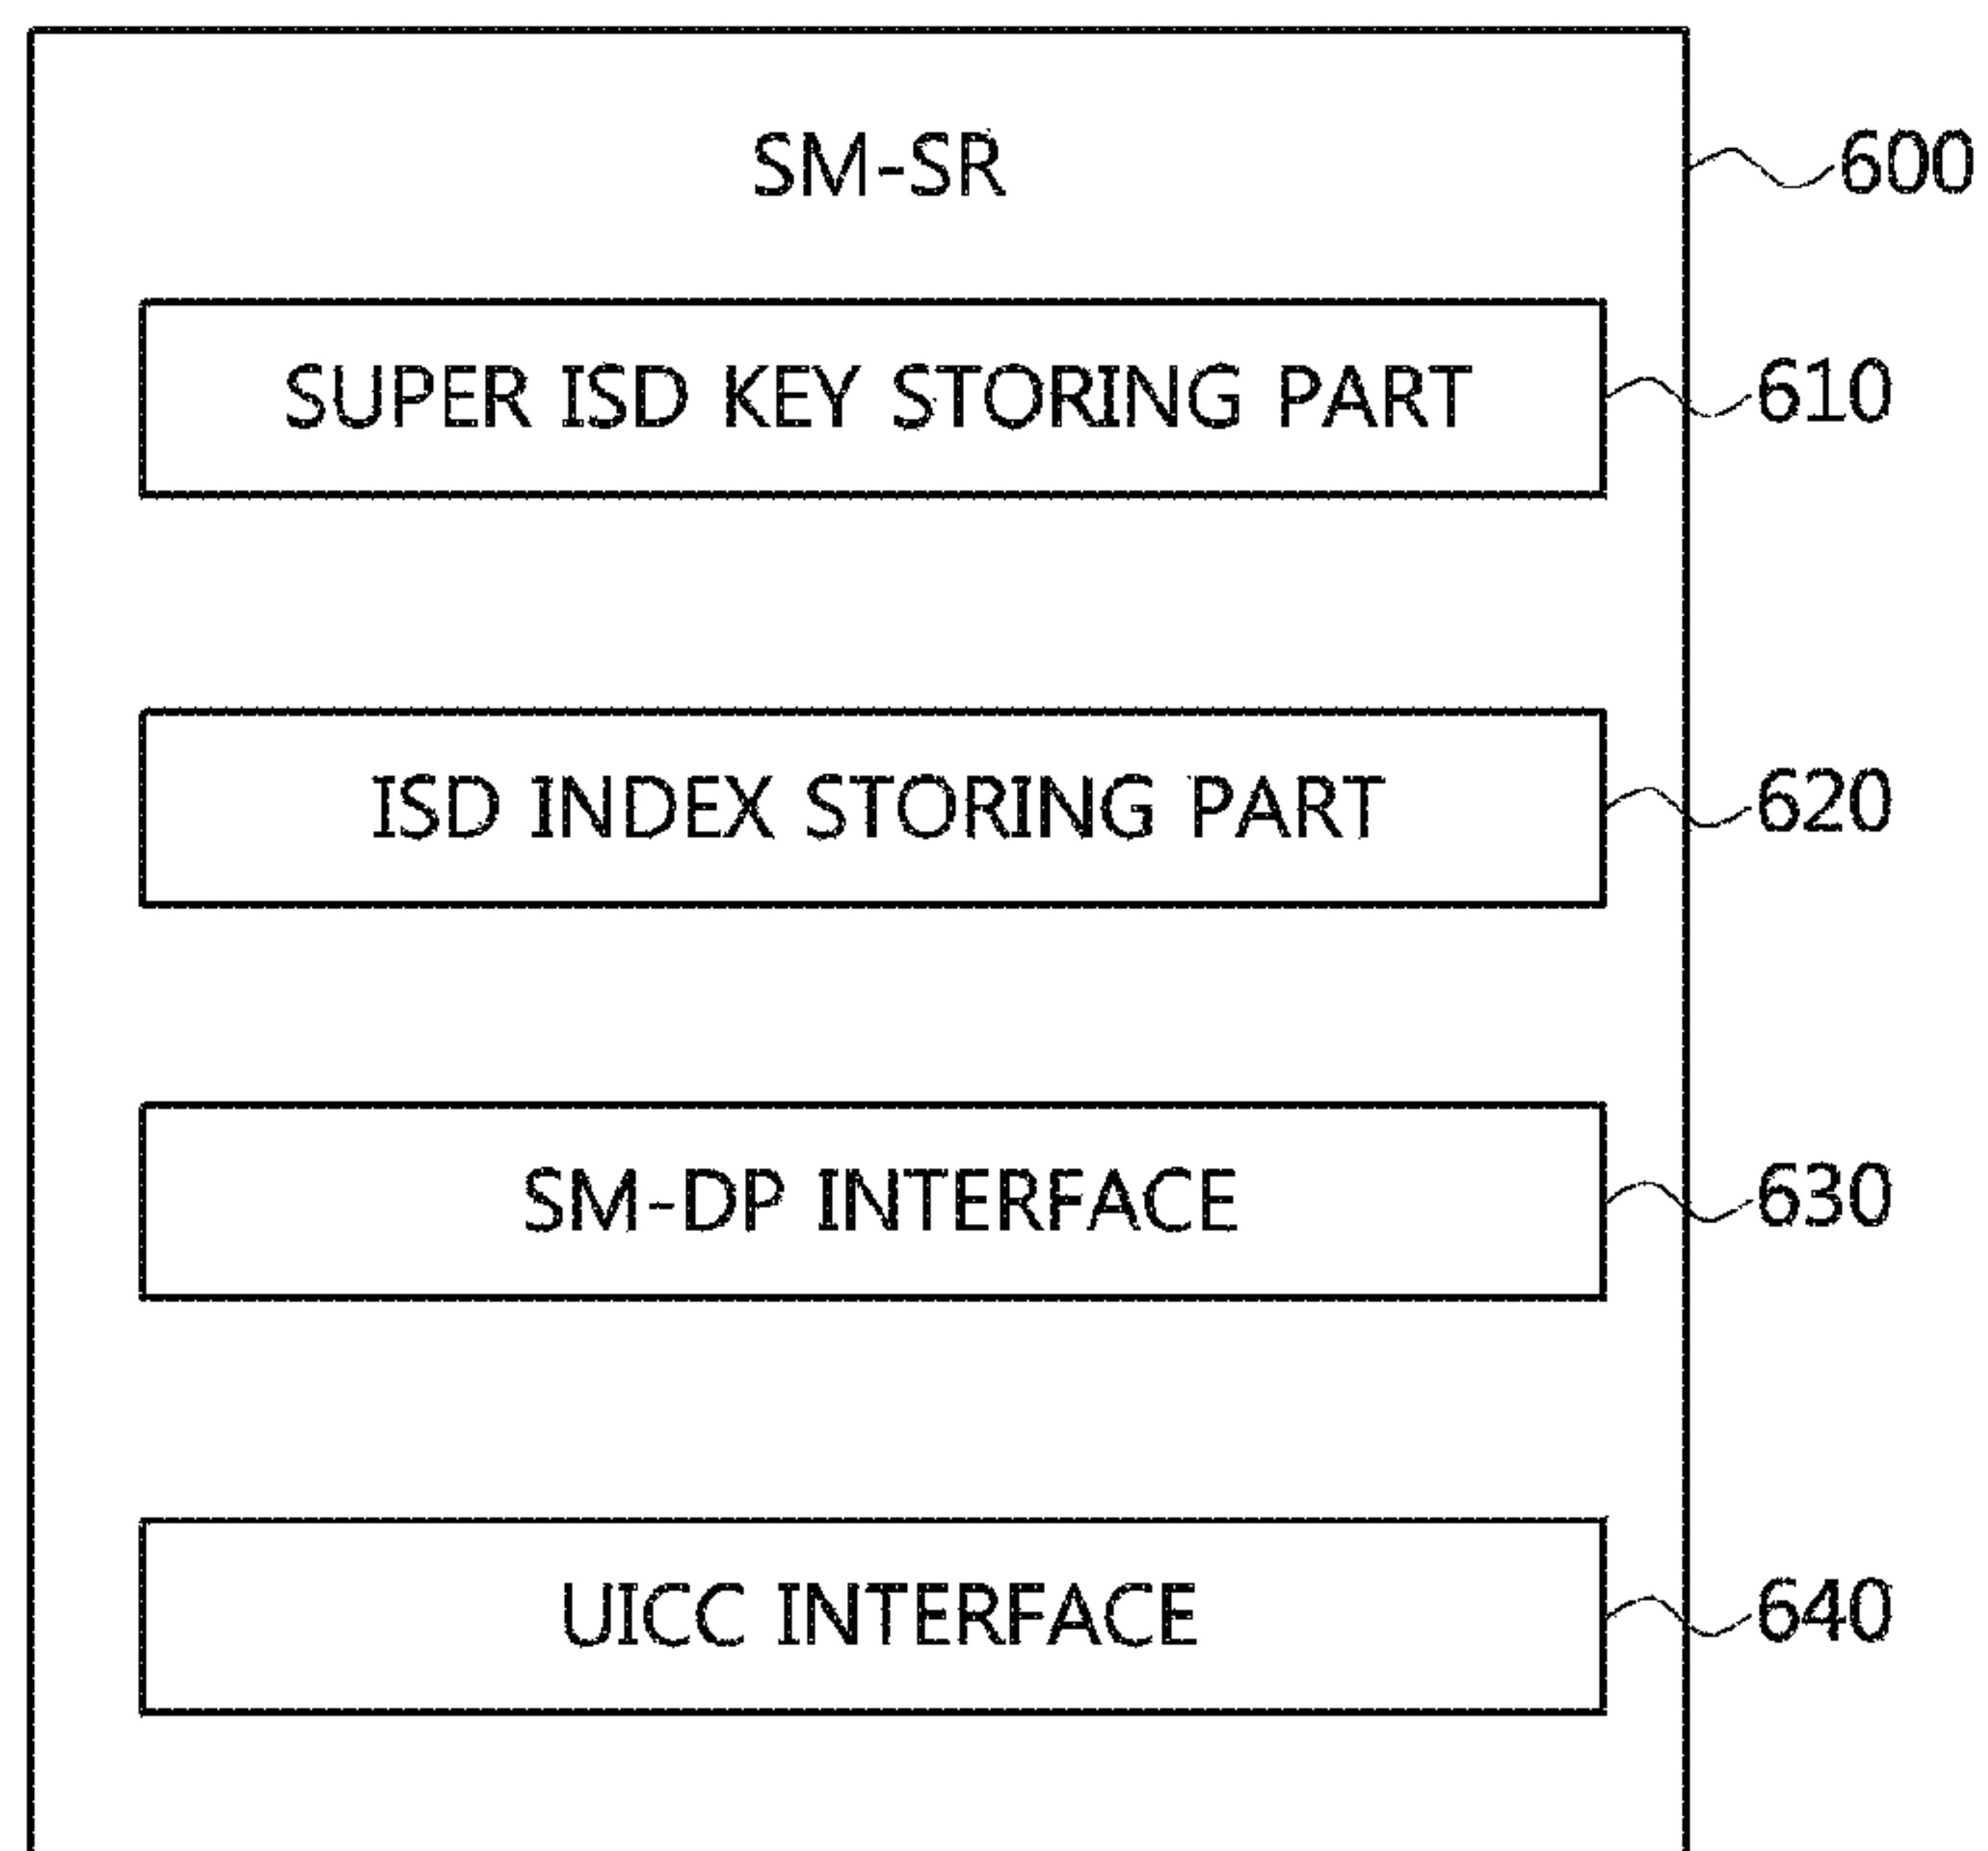 SM-SR 600
SUPER ISD KEY STORING PART 610
ISD INDEX STORING PART 620
SM-DP INTERFACE 630
UICC INTERFACE 640